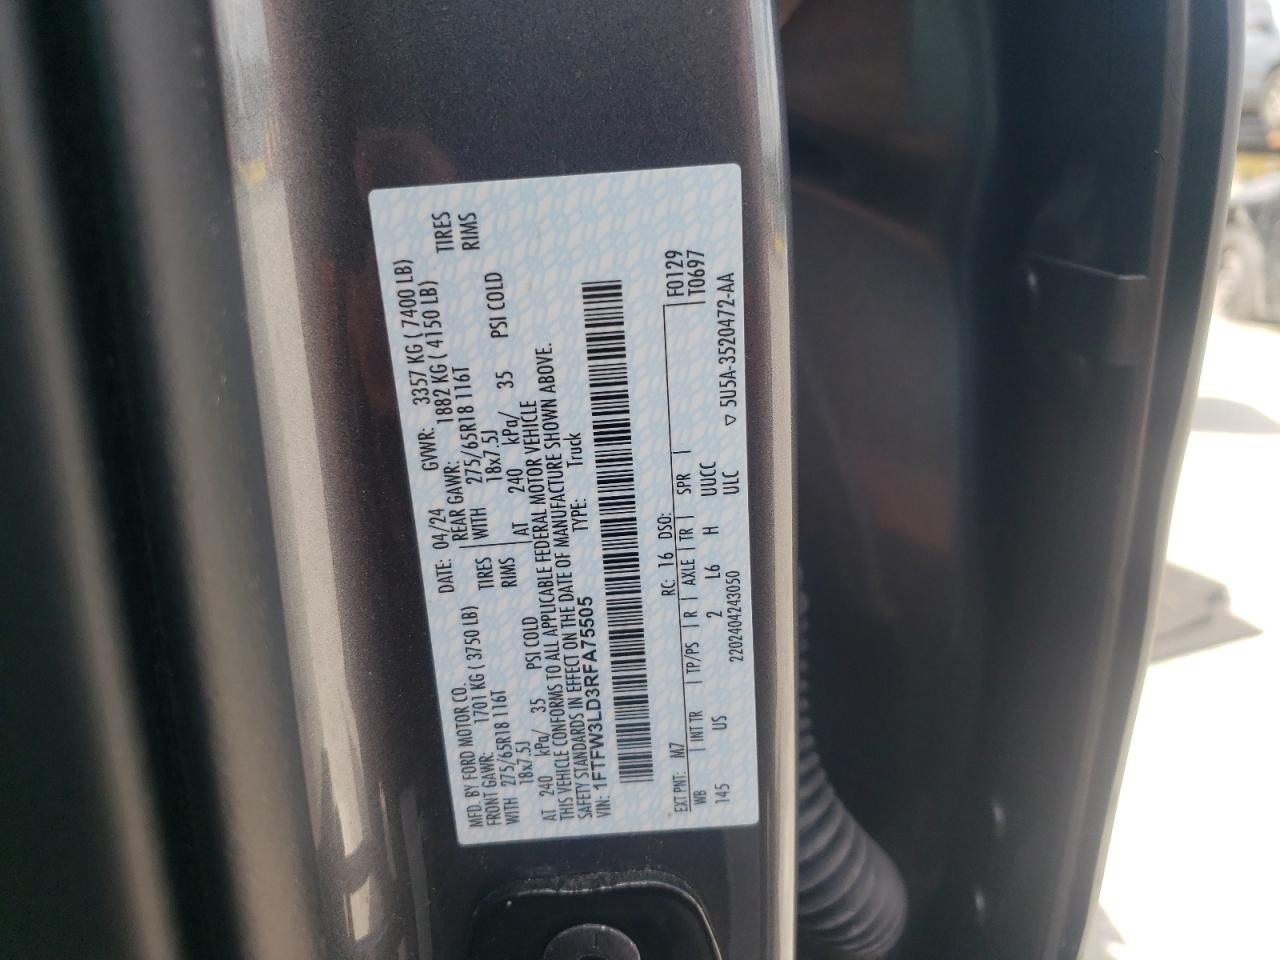 MFD. BY FORD MOTOR CO. DATE: 04/24 GVWR: 3357 KG ( 7400 LB)
FRONT GAWR: 1701 KG ( 3750 LB) REAR GAWR: 1882 KG ( 4150 LB)
WITH 275/65R18 116T TIRES WITH 275/65R18 116T TIRES
18x7.5J RIMS 18x7.5J RIMS
AT 240 kPa/ 35 PSI COLD AT 240 kPa/ 35 PSI COLD
THIS VEHICLE CONFORMS TO ALL APPLICABLE FEDERAL MOTOR VEHICLE
SAFETY STANDARDS IN EFFECT ON THE DATE OF MANUFACTURE SHOWN ABOVE.
VIN: 1FTFW3LD3RFA75505 TYPE: Truck
EXT PNT: M7 RC: 16 DSO: F0129
WB | INT TR | TP/PS | R | AXLE | TR | SPR | T0697
145 US 2 L6 H UUCC
2202404243050 ULC ▽ 5U5A-3520472-AA